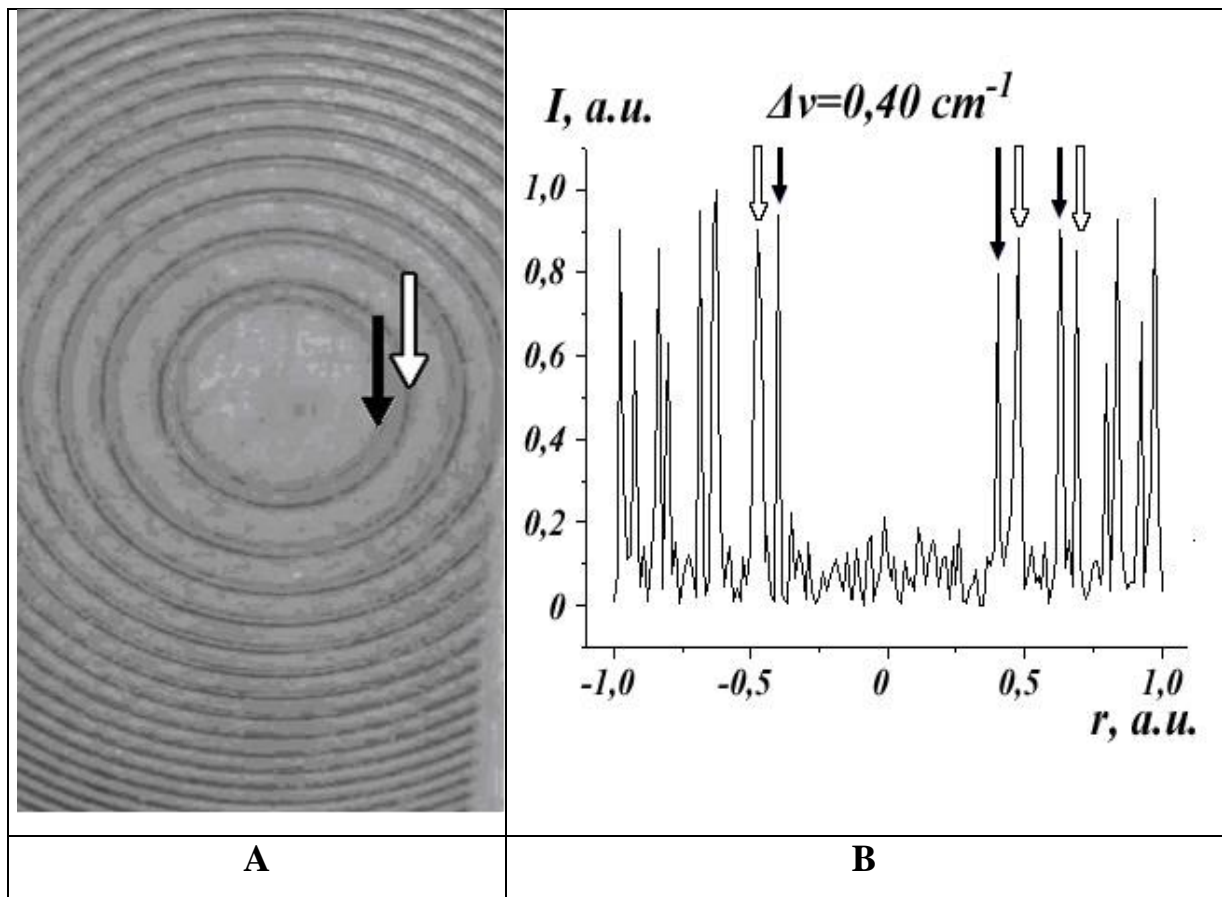 I, a.u.
Δν=0,40 cm⁻¹
1,0
0,8
0,6
0,4
0,2
0
-1,0
-0,5
0
0,5
1,0
r, a.u.
A
B